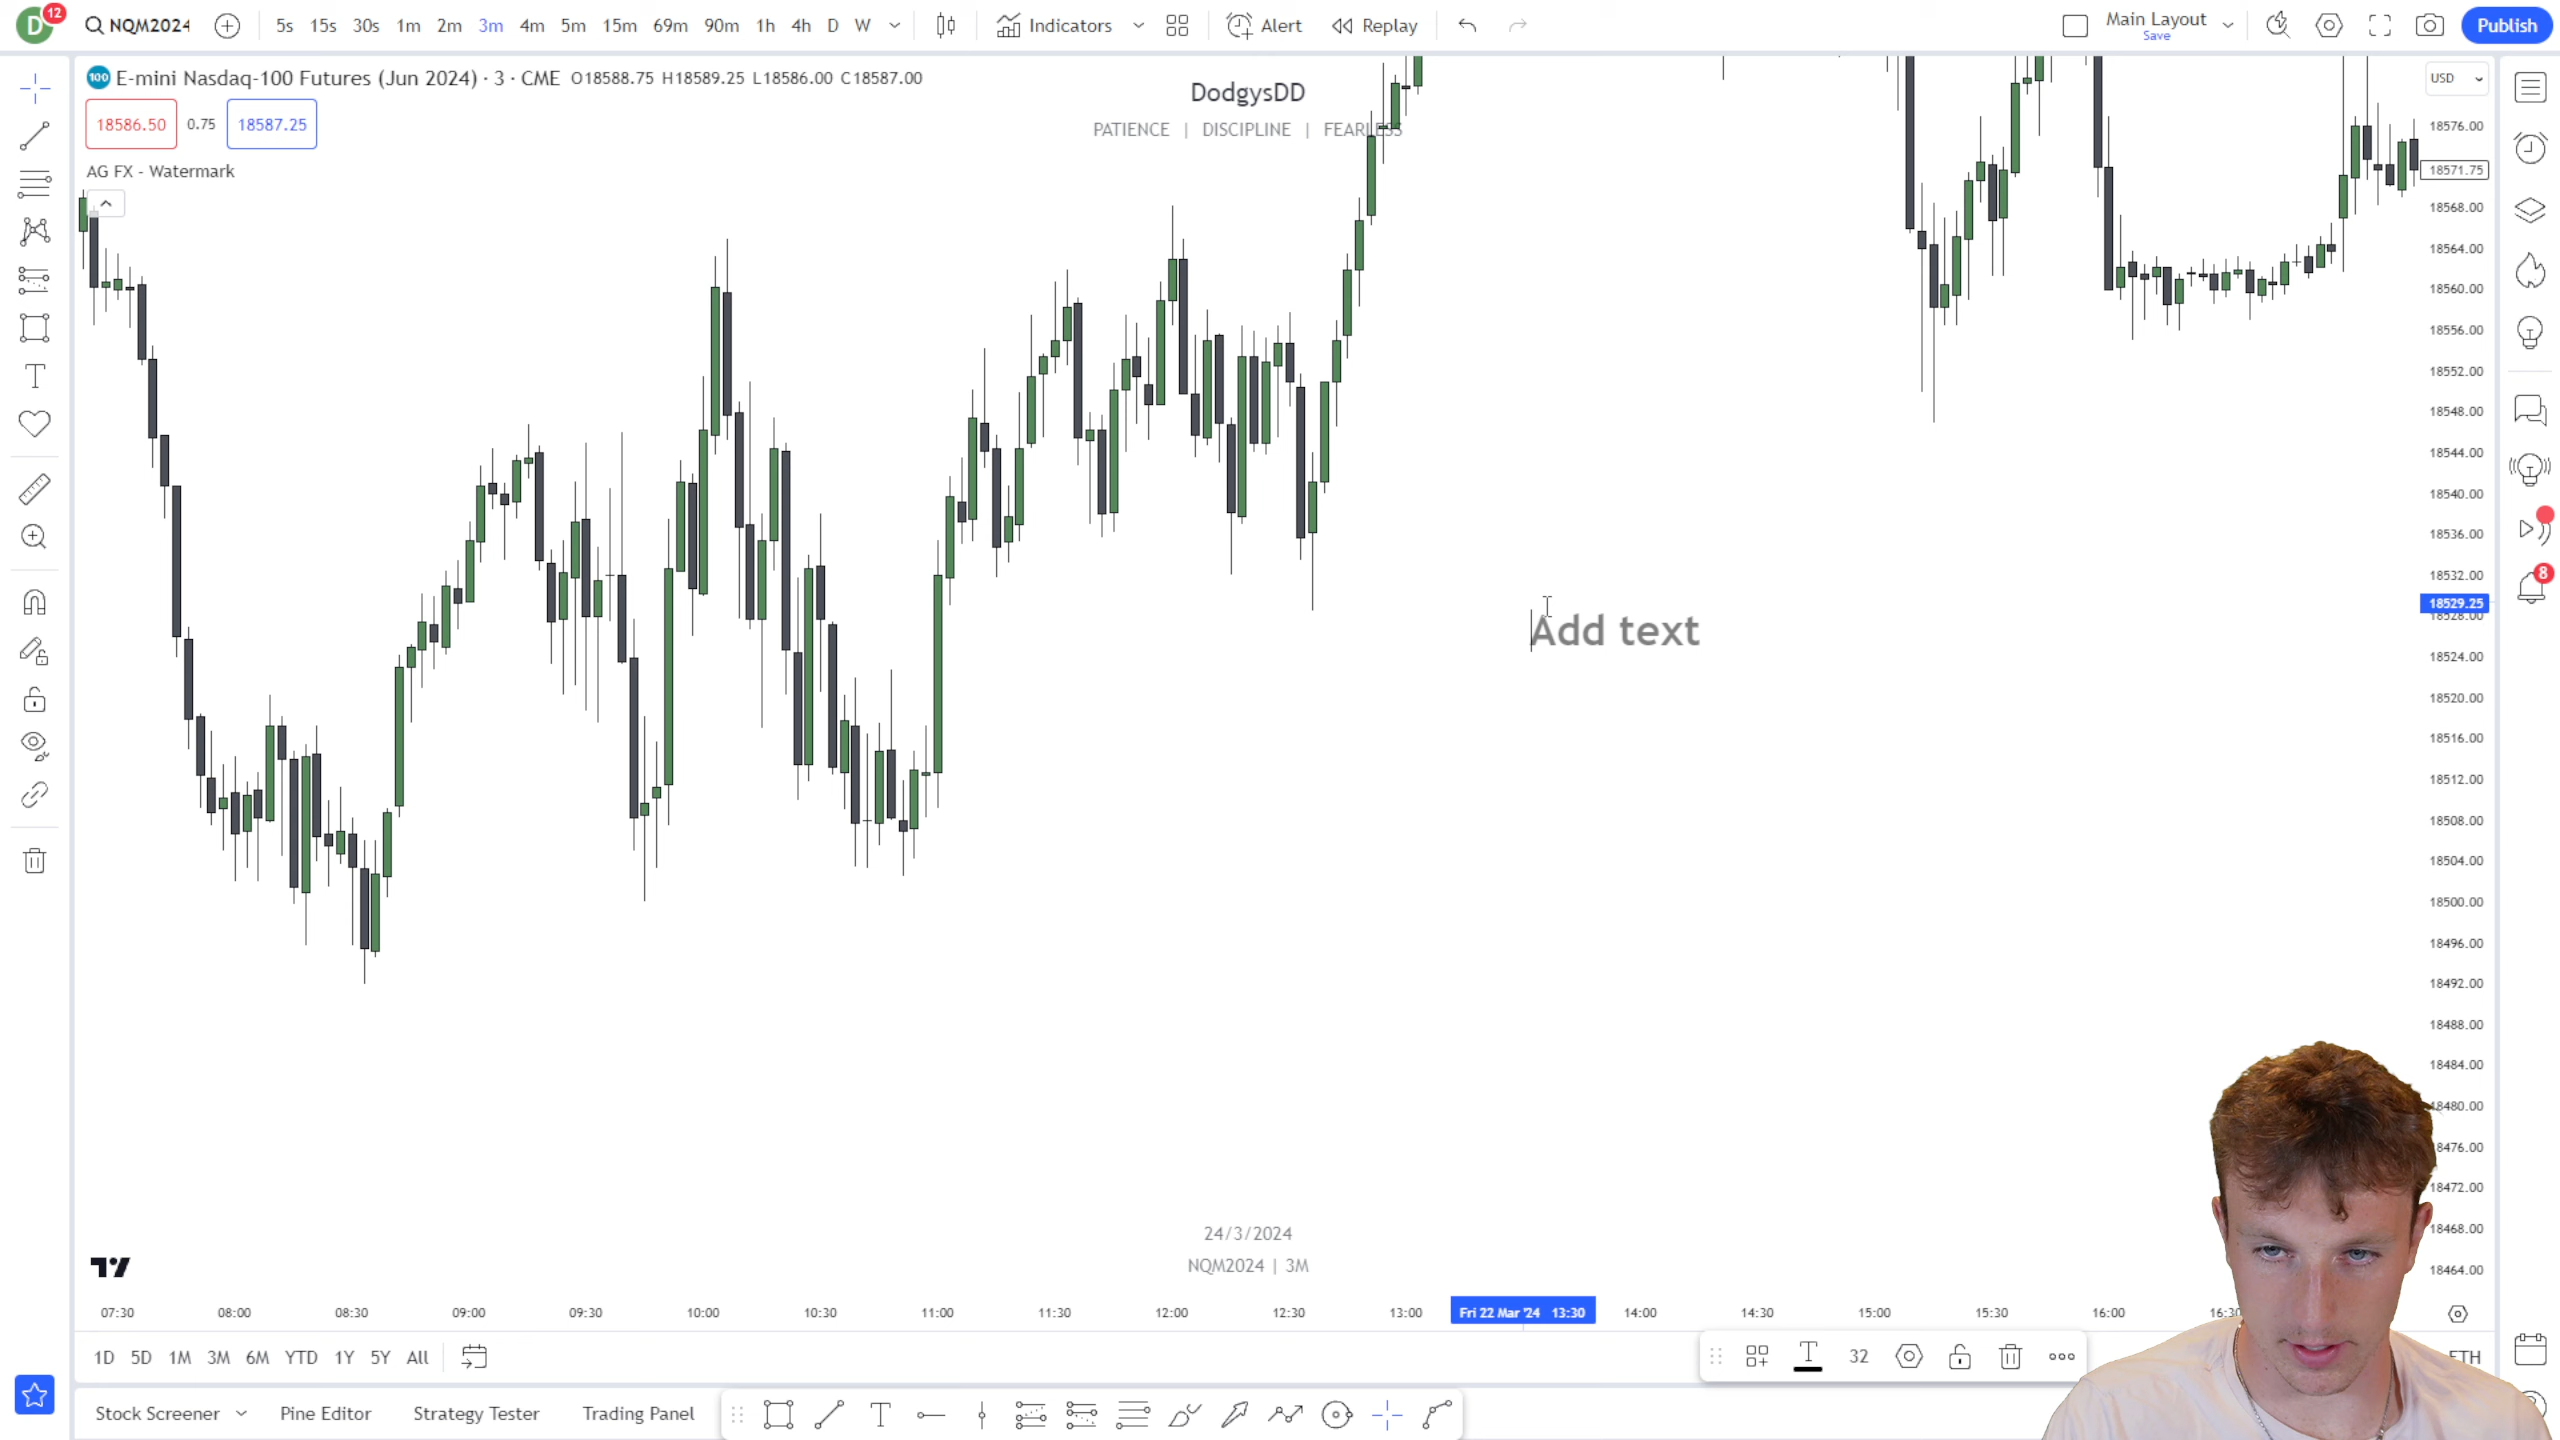 D 12 NQM2024 5s 15s 30s 1m 2m 3m 4m 5m 15m 69m 90m 1h 4h D W Indicators Alert Replay Main Layout Save Publish
E-mini Nasdaq-100 Futures (Jun 2024) · 3 · CME O18588.75 H18589.25 L18586.00 C18587.00
100
18586.50 0.75 18587.25
AG FX - Watermark
DodgysDD
PATIENCE | DISCIPLINE | FEARLESS
USD
18576.00
18571.75
18568.00
18564.00
18560.00
18556.00
18552.00
18548.00
18544.00
18540.00
18536.00
18532.00
18529.25
18528.00
18524.00
18520.00
18516.00
18512.00
18508.00
18504.00
18500.00
18496.00
18492.00
18488.00
18484.00
18480.00
18476.00
18472.00
18468.00
18464.00
8
Add text
24/3/2024
NQM2024 | 3M
07:30 08:00 08:30 09:00 09:30 10:00 10:30 11:00 11:30 12:00 12:30 13:00 Fri 22 Mar '24 13:30 14:00 14:30 15:00 15:30 16:00
1D 5D 1M 3M 6M YTD 1Y 5Y All 32 ETH
Stock Screener Pine Editor Strategy Tester Trading Panel